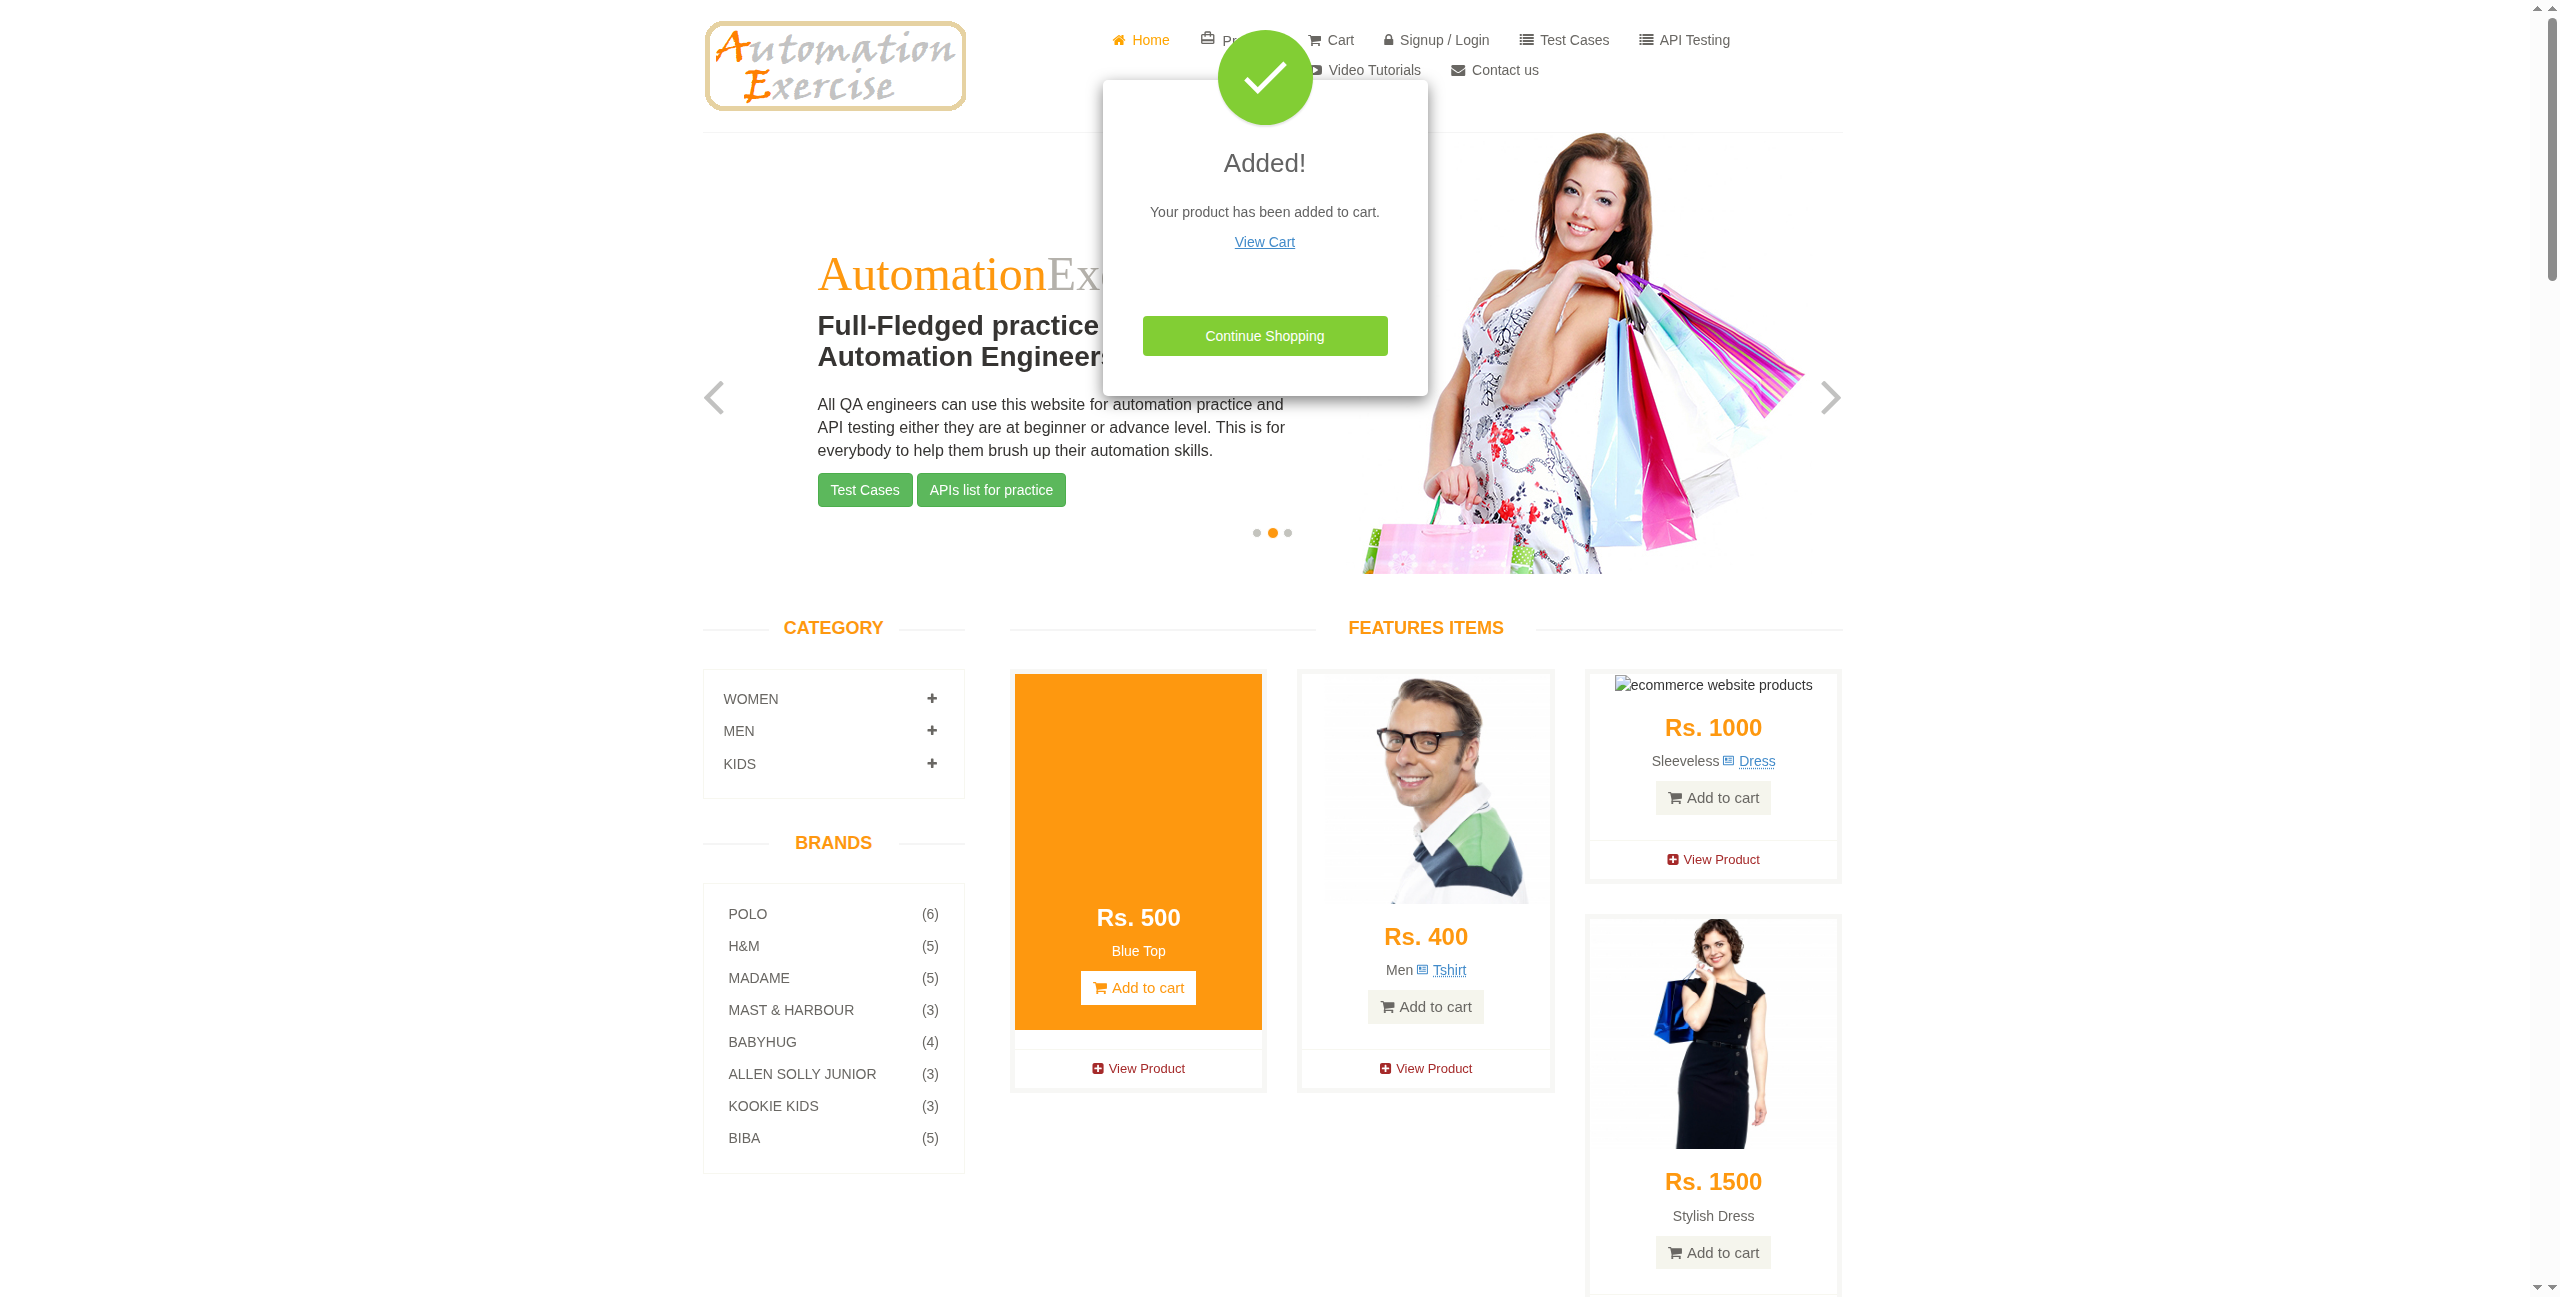 Automation
Exercise
Home
Cart
Signup / Login
Test Cases
API Testing
Video Tutorials
Contact us
Added!
Your product has been added to cart.
View Cart
Continue Shopping
Automation
Full-Fledged practice
Automation
All QA engineers can use this website for automation practice and
API testing either they are at beginner or advance level. This is for
everybody to help them brush up their automation skills.
Test Cases
APIs list for practice
CATEGORY
WOMEN
MEN
KIDS
BRANDS
POLO (6)
H&M (5)
MADAME (5)
MAST & HARBOUR (3)
BABYHUG (4)
ALLEN SOLLY JUNIOR (3)
KOOKIE KIDS (3)
BIBA (5)
FEATURES ITEMS
Rs. 500
Blue Top
Add to cart
View Product
Rs. 400
Men Tshirt
Add to cart
View Product
ecommerce website products
Rs. 1000
Sleeveless Dress
Add to cart
View Product
Rs. 1500
Stylish Dress
Add to cart